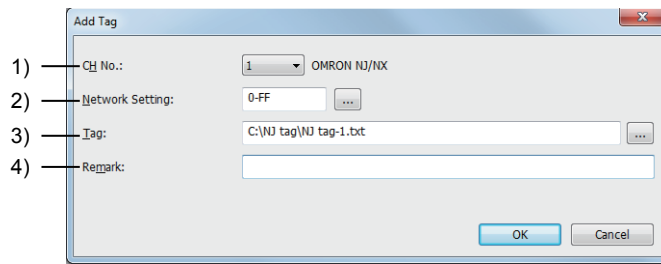 Add Tag
1) CH No.: 1 OMRON NJ/NX
2) Network Setting: 0-FF ...
3) Tag: C:\NJ tag\NJ tag-1.txt ...
4) Remark:
OK Cancel